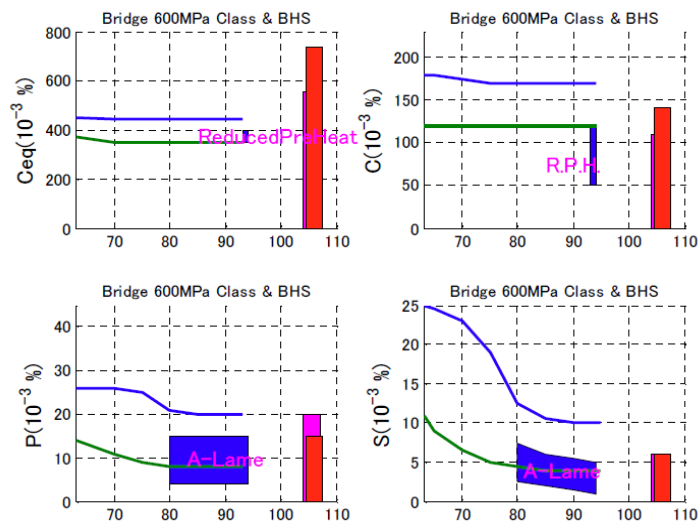 Bridge 600MPa Class & BHS
Ceq(10⁻³ %)
800
600
400
200
0
ReducedPreHeat
70 80 90 100 110
Bridge 600MPa Class & BHS
C(10⁻³ %)
200
150
100
50
0
R.P.H.
70 80 90 100 110
Bridge 600MPa Class & BHS
P(10⁻³ %)
40
30
20
10
0
A-Lame
70 80 90 100 110
Bridge 600MPa Class & BHS
S(10⁻³ %)
25
20
15
10
5
0
A-Lame
70 80 90 100 110